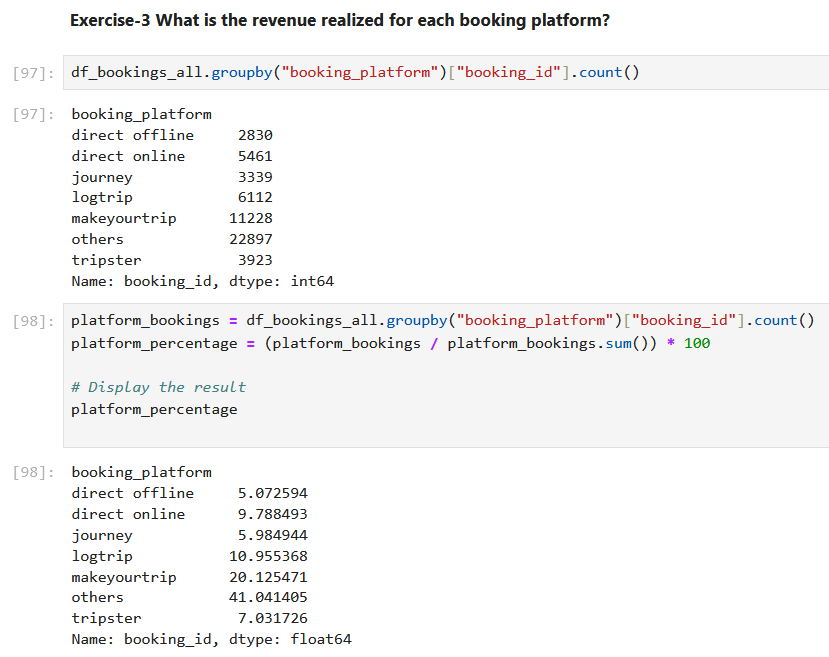 Exercise-3 What is the revenue realized for each booking platform?
[97]: df_bookings_all.groupby("booking_platform")["booking_id"].count()
[97]: booking_platform
direct offline 2830
direct online 5461
journey 3339
logtrip 6112
makeyourtrip 11228
others 22897
tripster 3923
Name: booking_id, dtype: int64
[98]: platform_bookings = df_bookings_all.groupby("booking_platform")["booking_id"].count()
platform_percentage = (platform_bookings / platform_bookings.sum()) * 100
# Display the result
platform_percentage
[98]: booking_platform
direct offline 5.072594
direct online 9.788493
journey 5.984944
logtrip 10.955368
makeyourtrip 20.125471
others 41.041405
tripster 7.031726
Name: booking_id, dtype: float64